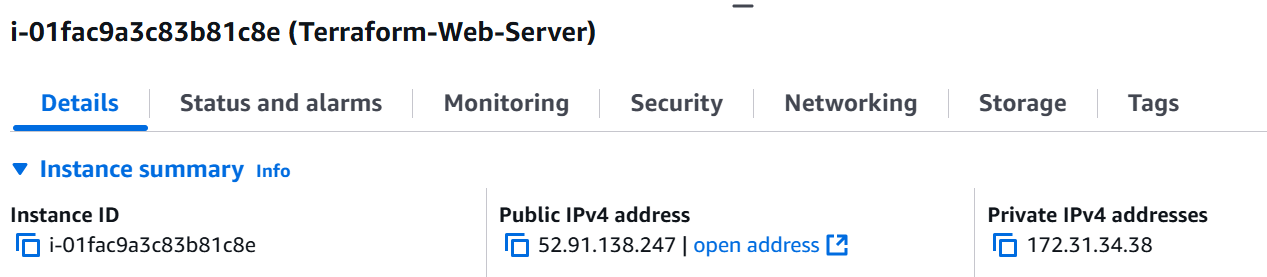 i-01fac9a3c83b81c8e (Terraform-Web-Server)
Details Status and alarms Monitoring Security Networking Storage Tags
Instance summary Info
Instance ID Public IPv4 address Private IPv4 addresses
i-01fac9a3c83b81c8e 52.91.138.247 | open address 172.31.34.38